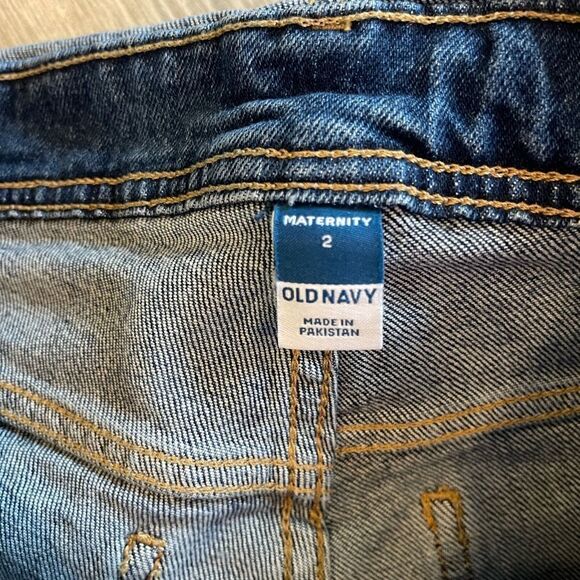 MATERNITY
2
OLD NAVY
MADE IN
PAKISTAN